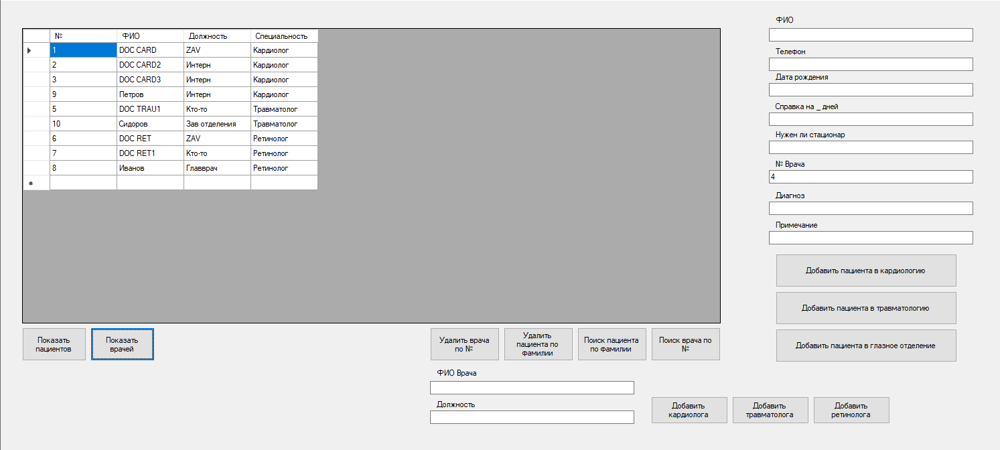 № ФИО Должность Специальность
1 DOC CARD ZAV Кардиолог
2 DOC CARD2 Интерн Кардиолог
3 DOC CARD3 Интерн Кардиолог
9 Петров Интерн Кардиолог
5 DOC TRAU1 Кто-то Травматолог
10 Сидоров Зав отделения Травматолог
6 DOC RET ZAV Ретинолог
7 DOC RET1 Кто-то Ретинолог
8 Иванов Главврач Ретинолог
Показать
пациентов
Показать
врачей
Удалить врача
по №
Удалить
пациента по
фамилии
Поиск пациента
по фамилии
Поиск врача по
№
ФИО Врача
Должность
Добавить
кардиолога
Добавить
травматолога
Добавить
ретинолога
ФИО
Телефон
Дата рождения
Справка на _ дней
Нужен ли стационар
№ Врача
4
Диагноз
Примечание
Добавить пациента в кардиологию
Добавить пациента в травматологию
Добавить пациента в глазное отделение